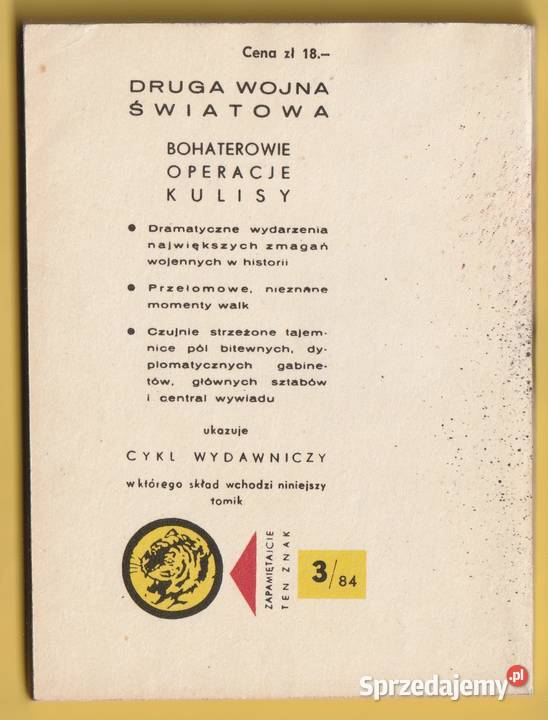 Cena zł 18.–
DRUGA WOJNA
ŚWIATOWA
BOHATEROWIE
OPERACJE
KULISY
● Dramatyczne wydarzenia
największych zmagań
wojennych w historii
● Przełomowe, nieznane
momenty walk
● Czujnie strzeżone tajem-
nice pól bitewnych, dy-
plomatycznych gabine-
tów, głównych sztabów
i central wywiadu
ukazuje
CYKL WYDAWNICZY
w którego skład wchodzi niniejszy
tomik
ZAPAMIĘTAJCIE
TEN ZNAK
3/84
Sprzedajemy.pl